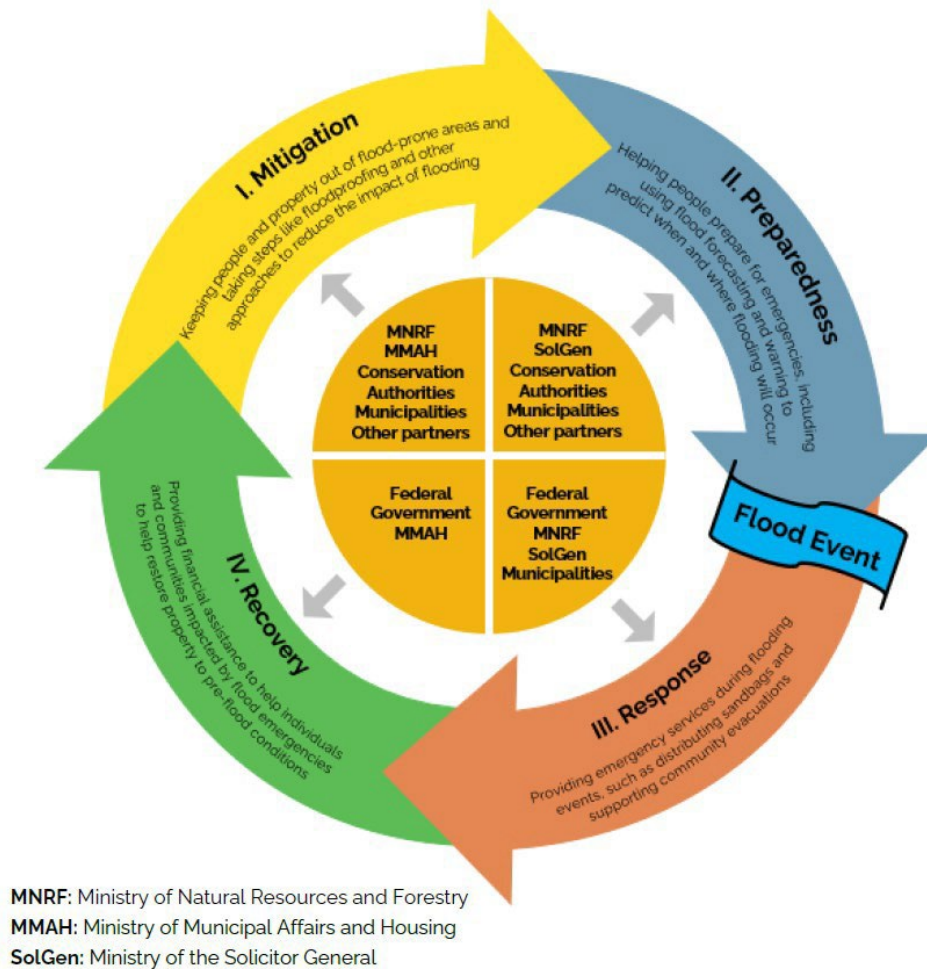 I. Mitigation
Keeping people and property out of flood-prone areas and
taking steps like floodproofing and other
approaches to reduce the impact of flooding
II. Preparedness
Helping people prepare for emergencies, including
using flood forecasting and warning to
predict when and where flooding will occur
MNRF
MMAH
Conservation
Authorities
Municipalities
Other partners
MNRF
SolGen
Conservation
Authorities
Municipalities
Other partners
Federal
Government
MMAH
Federal
Government
MNRF
SolGen
Municipalities
Flood Event
III. Response
Providing emergency services during flooding
events, such as distributing sandbags and
supporting community evacuations
IV. Recovery
Providing financial assistance to help individuals
and communities impacted by flood emergencies
to help restore property to pre-flood conditions
MNRF: Ministry of Natural Resources and Forestry
MMAH: Ministry of Municipal Affairs and Housing
SolGen: Ministry of the Solicitor General